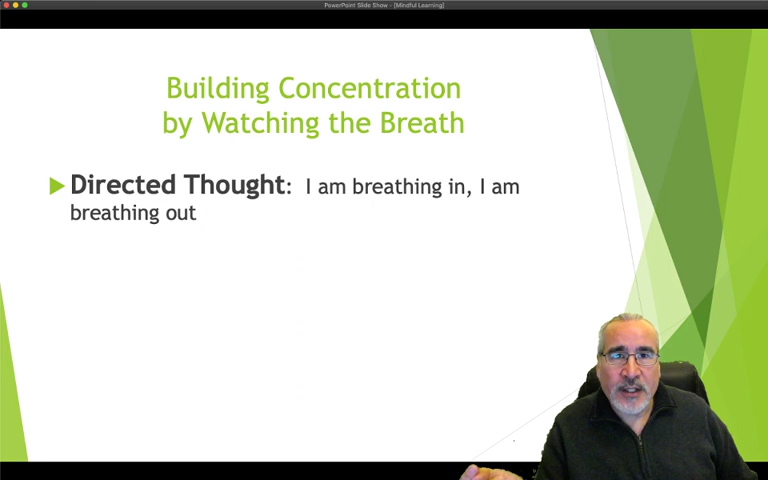 PowerPoint Slide Show - [Mindful Learning]
Building Concentration
by Watching the Breath
Directed Thought: I am breathing in, I am
breathing out